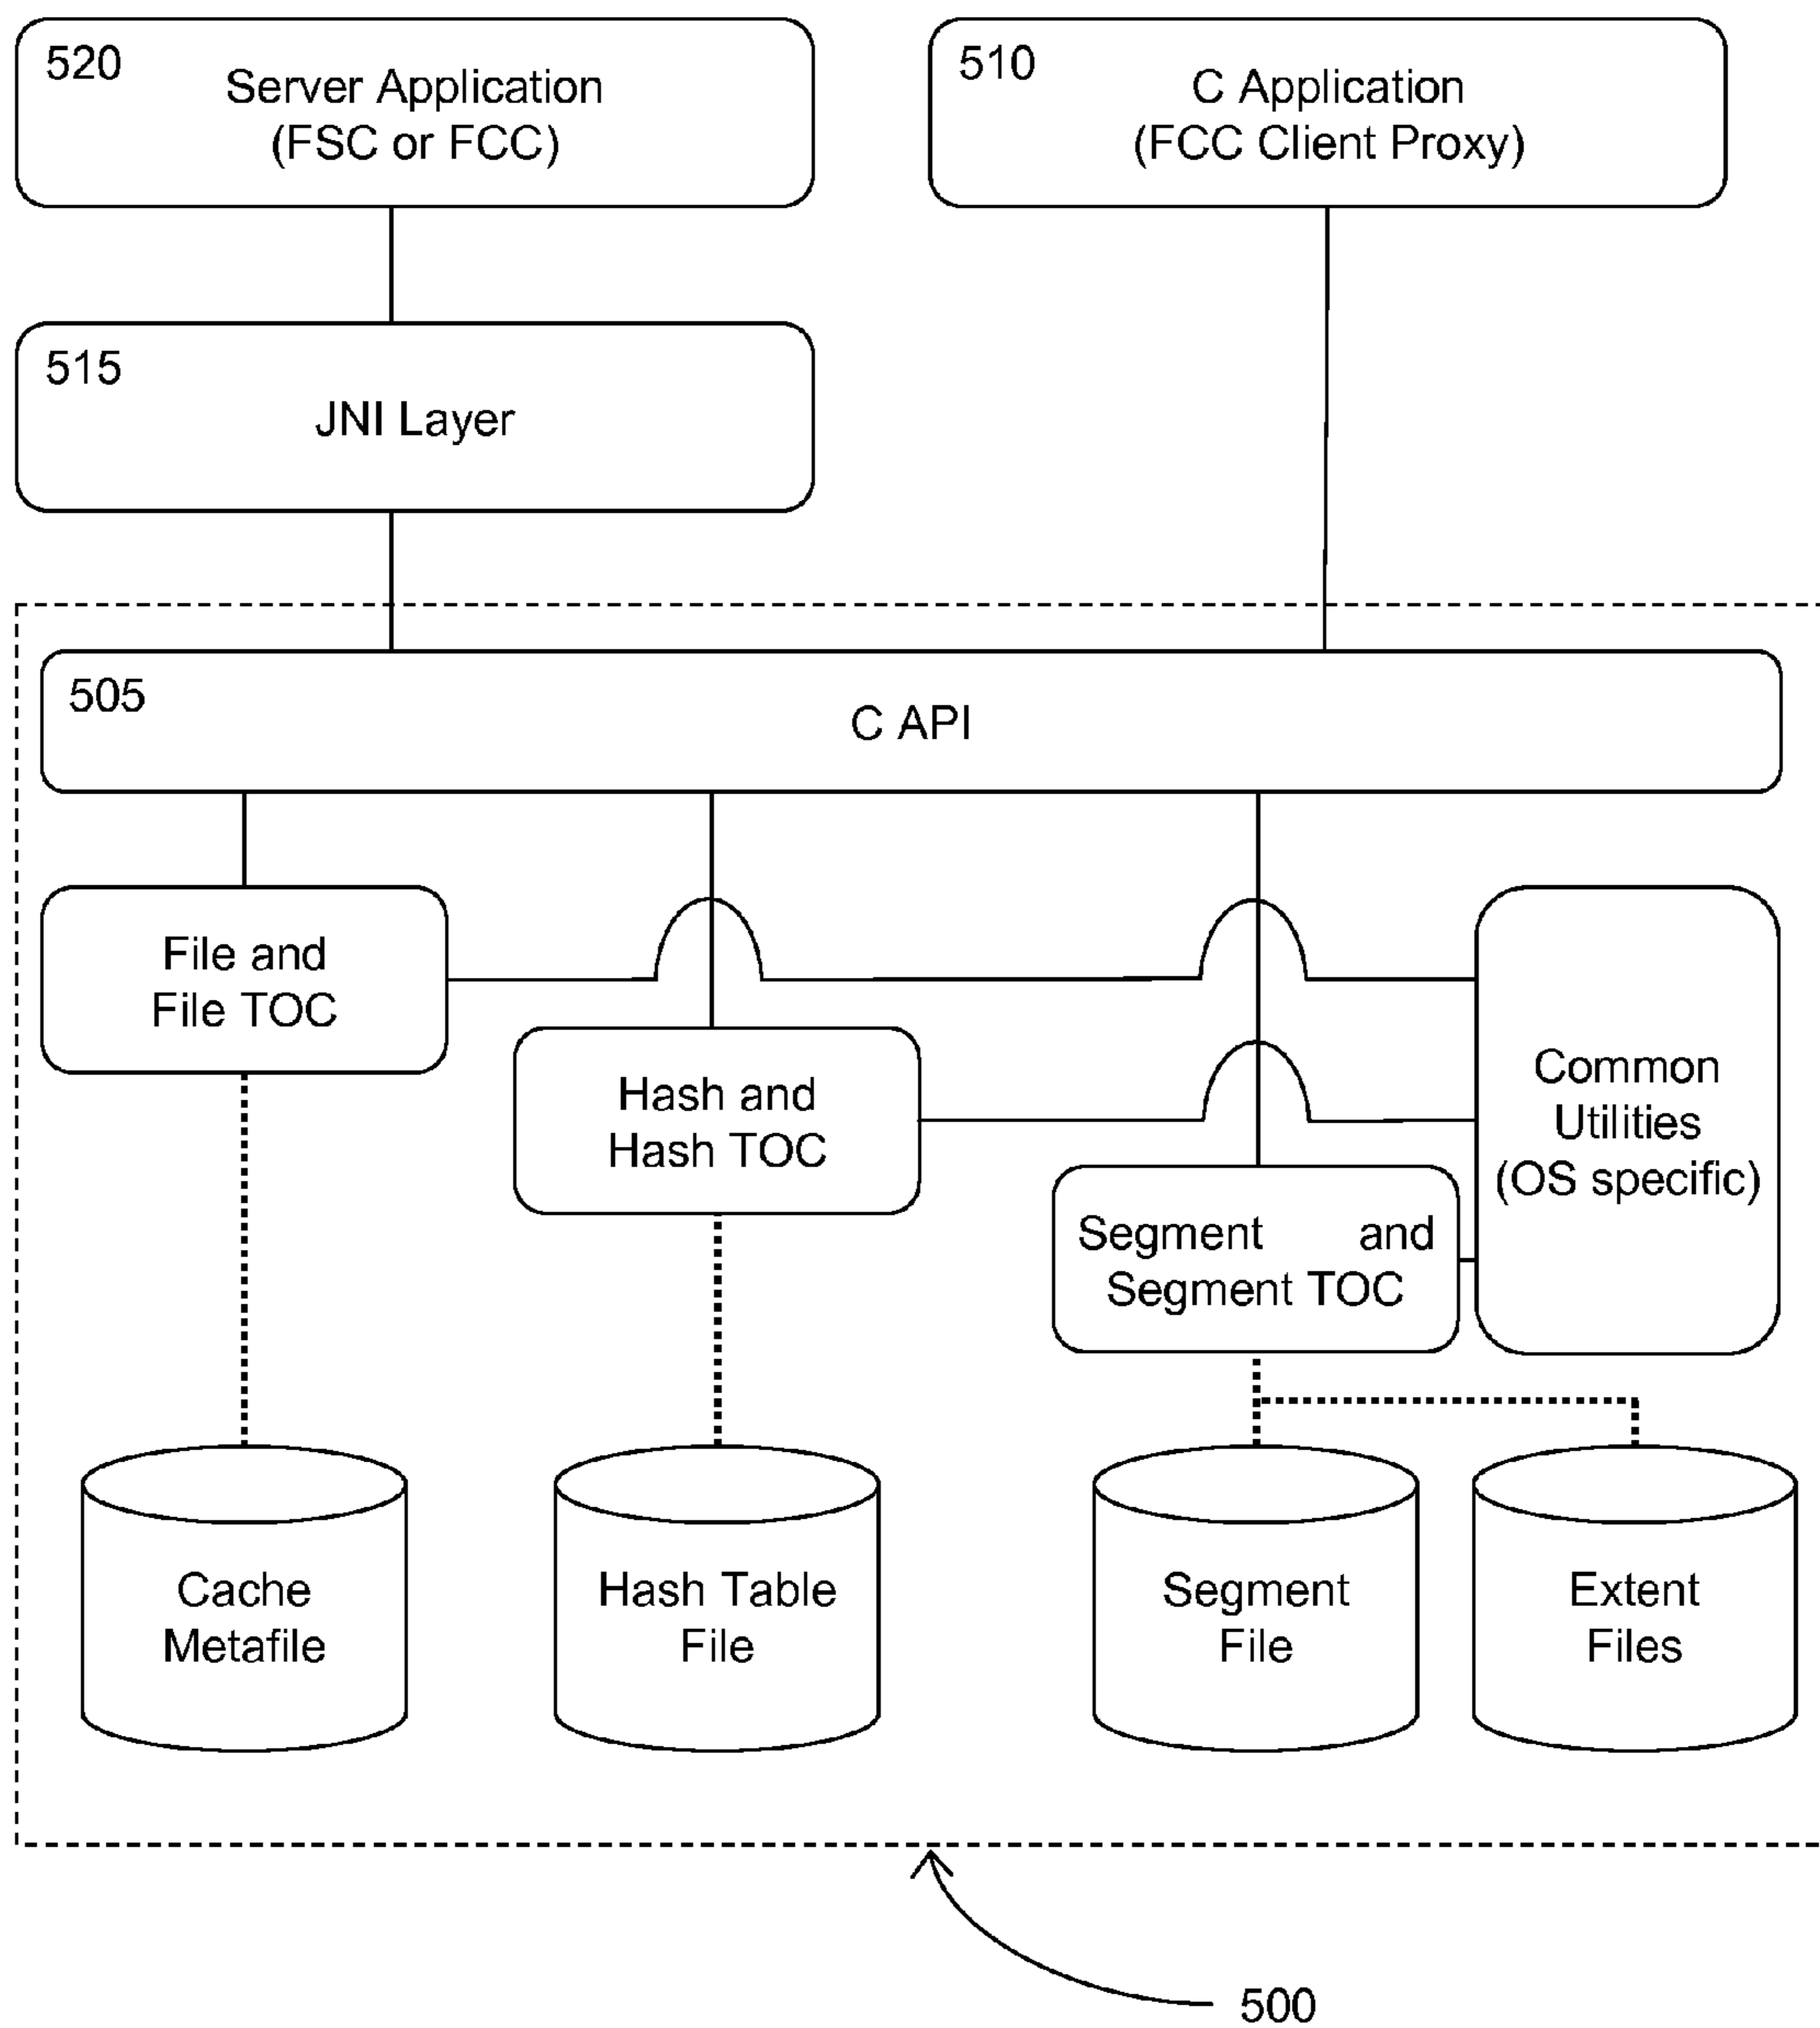 520
Server Application
(FSC or FCC)
510
C Application
(FCC Client Proxy)
515
JNI Layer
505
C API
File and
File TOC
Hash and
Hash TOC
Segment and
Segment TOC
Common
Utilities
(OS specific)
Cache
Metafile
Hash Table
File
Segment
File
Extent
Files
500